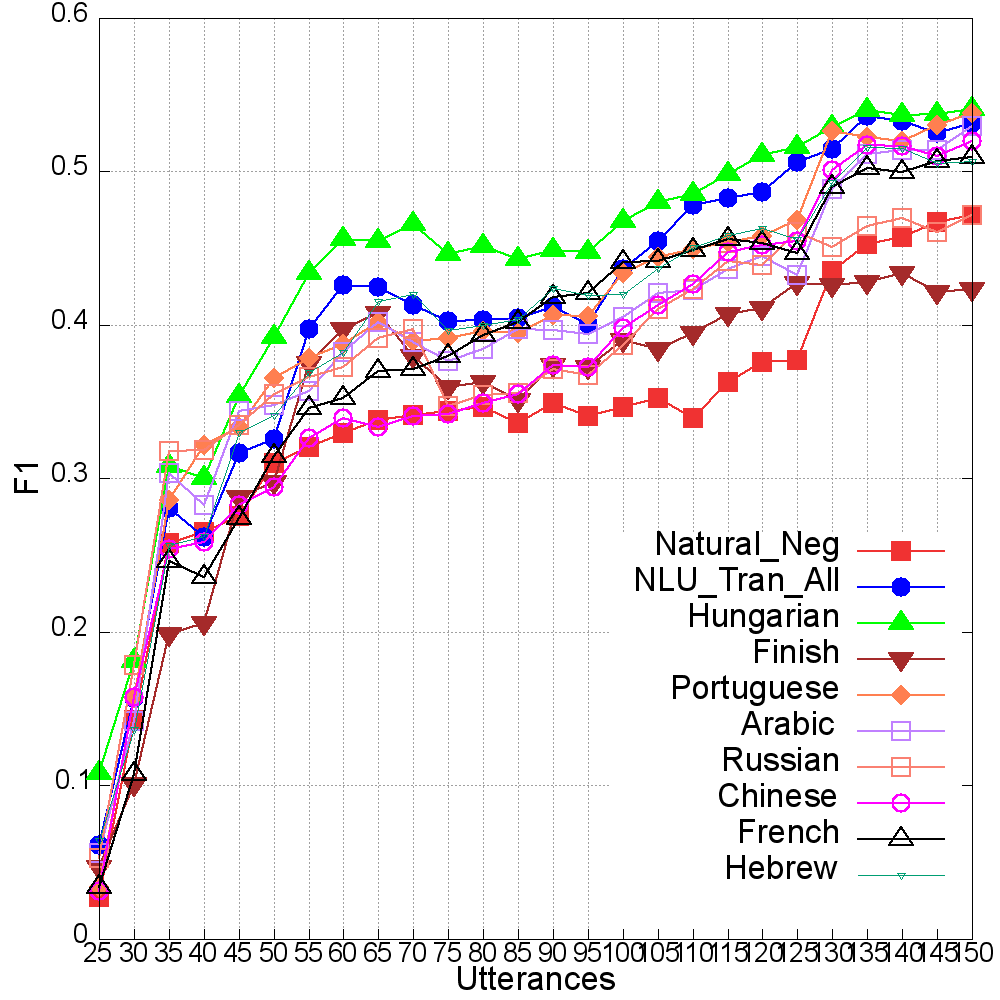 0.6
0.5
0.4
0.3
0.2
0.1
0
F1
Natural_Neg
NLU_Tran_All
Hungarian
Finish
Portuguese
Arabic
Russian
Chinese
French
Hebrew
25 30 35 40 45 50 55 60 65 70 75 80 85 90 95 100 105 110 115 120 125 130 135 140 145 150
Utterances